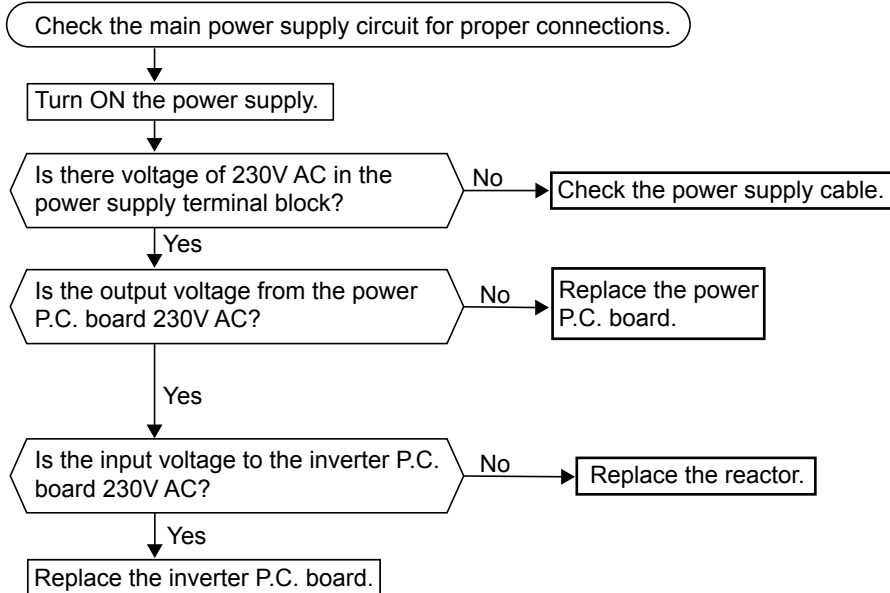 Check the main power supply circuit for proper connections.
Turn ON the power supply.
Is there voltage of 230V AC in the
power supply terminal block?
No
Check the power supply cable.
Yes
Is the output voltage from the power
P.C. board 230V AC?
No
Replace the power
P.C. board.
Yes
Is the input voltage to the inverter P.C.
board 230V AC?
No
Replace the reactor.
Yes
Replace the inverter P.C. board.